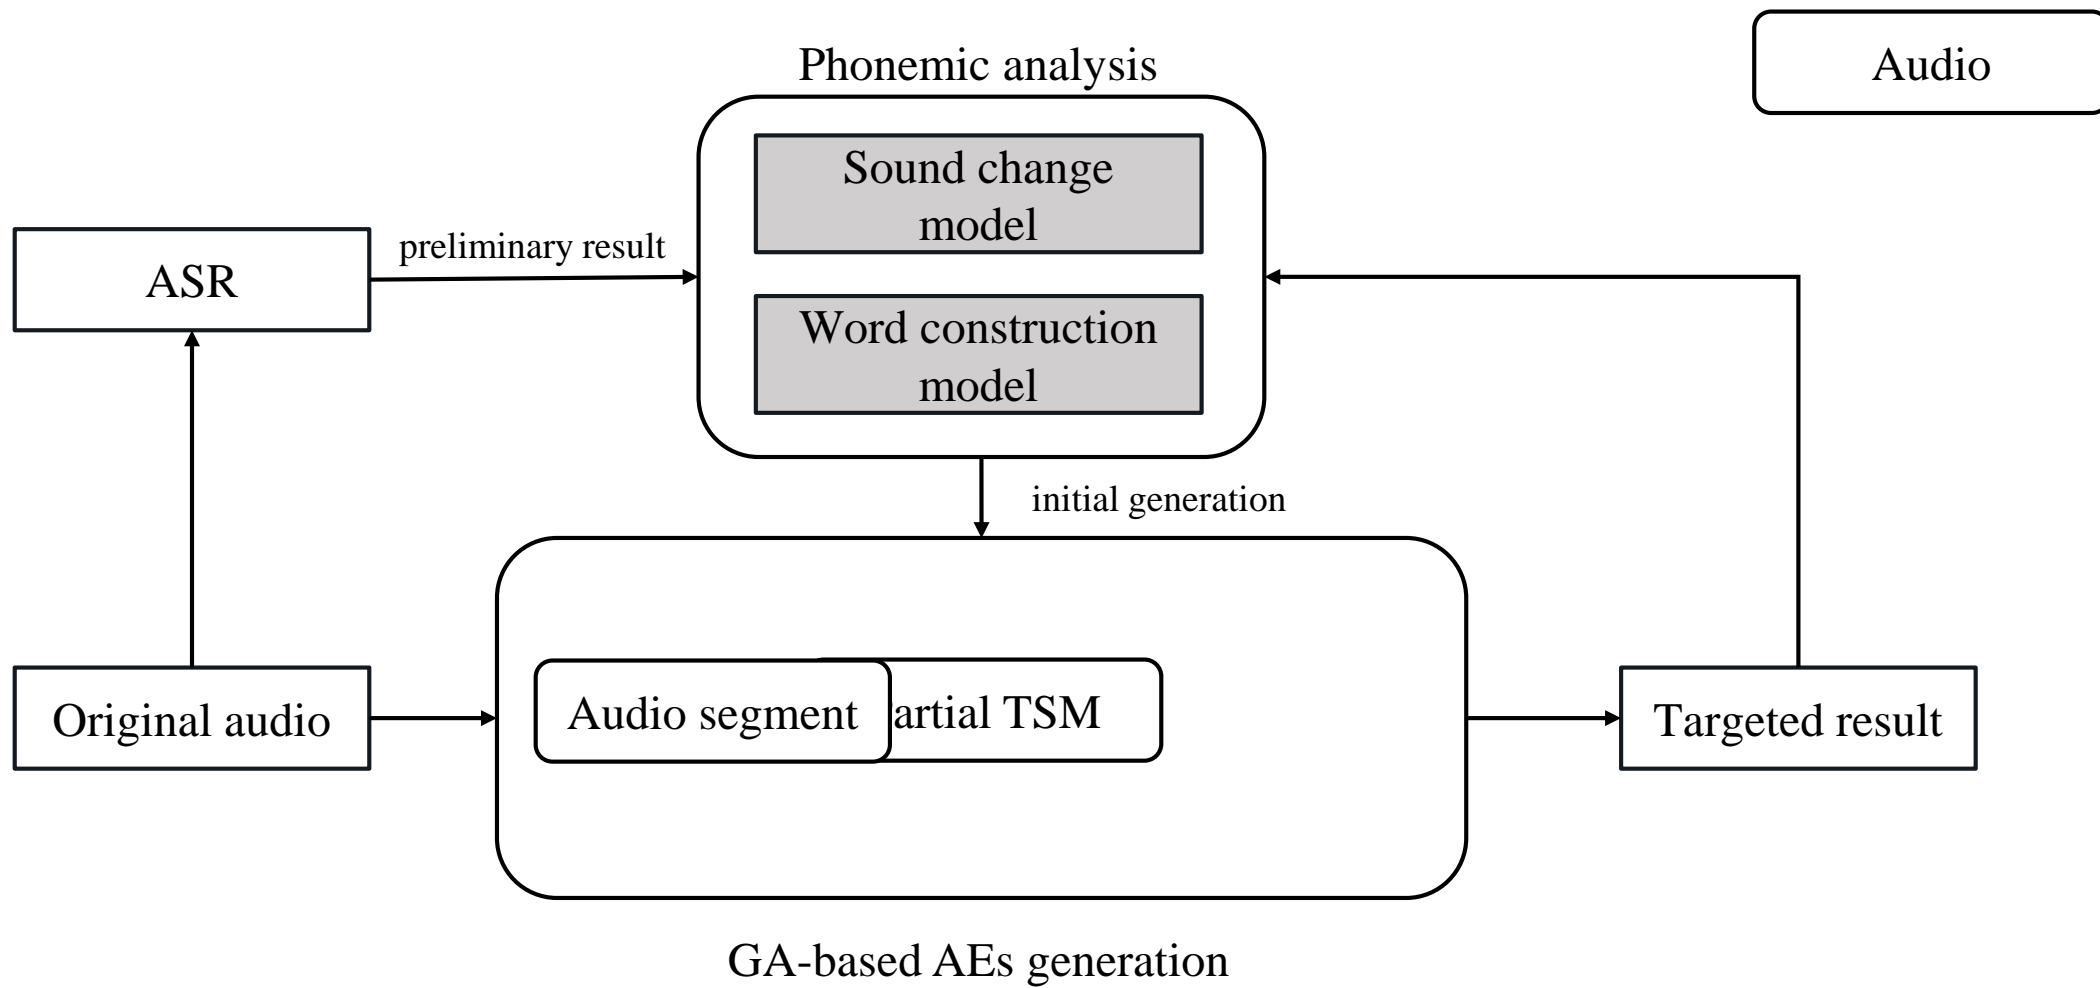 Phonemic analysis
Audio
Sound change
model
ASR
preliminary result
Word construction
model
initial generation
Original audio
Audio segment
artial TSM
Targeted result
GA-based AEs generation